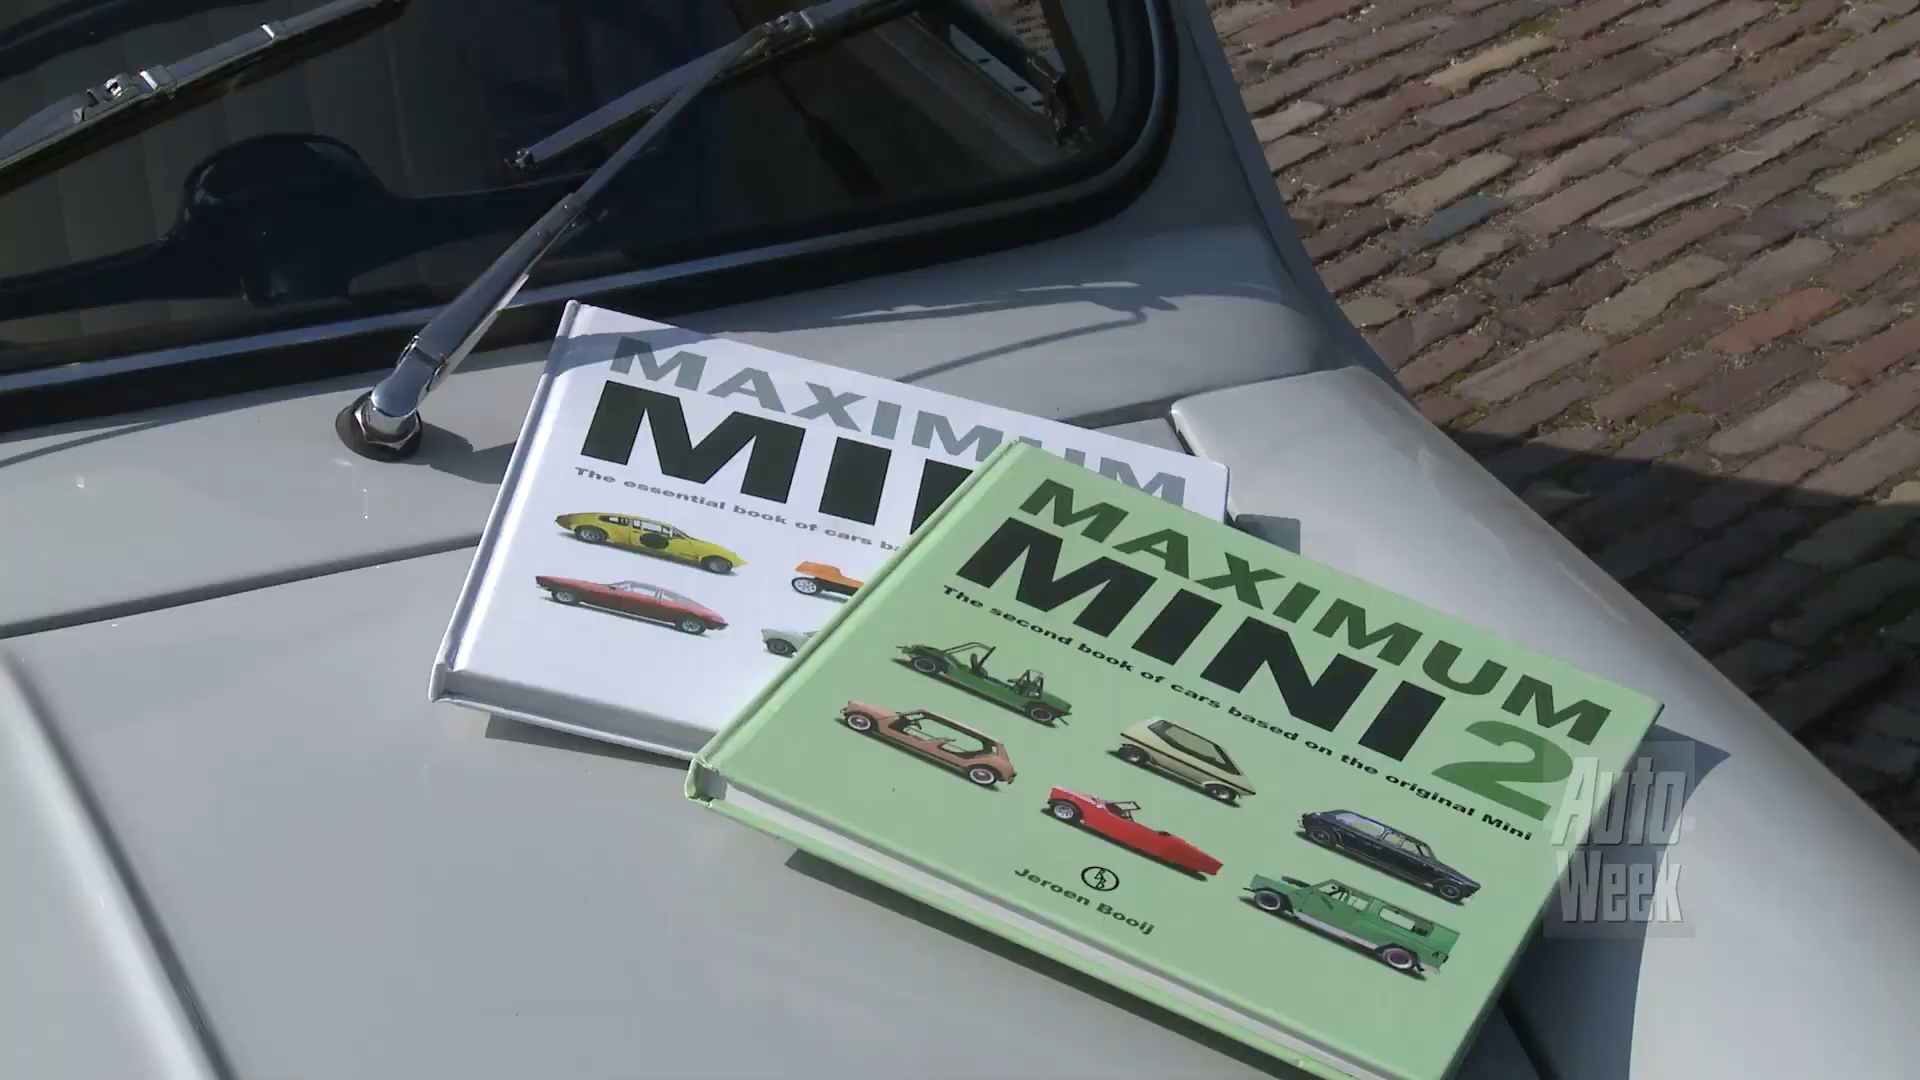 MAXIMUM
The essential book of cars
MAXIMUM
MINI 2
The second book of cars based on the original Mini
Jeroen Booij
Auto
Week